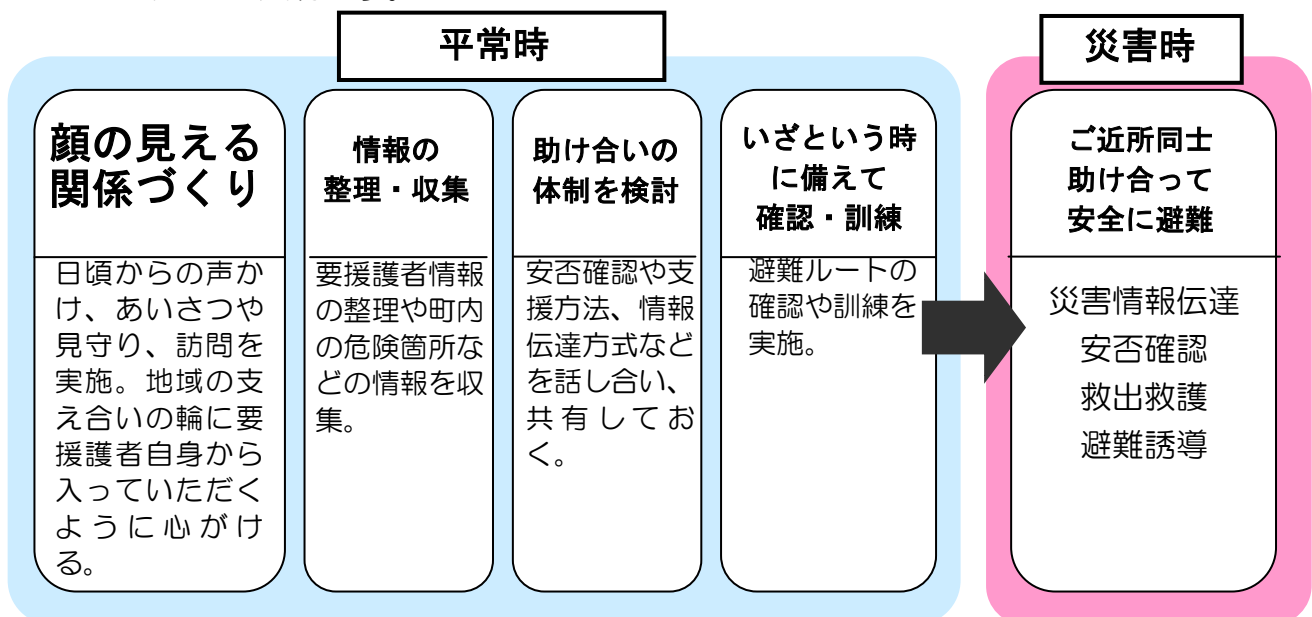 平常時
顔の見える
関係づくり
日頃からの声か
け、あいさつや
見守り、訪問を
実施。地域の支
え合いの輪に要
援護者自身から
入っていただく
ように心がけ
る。
情報の
整理・収集
要援護者情報
の整理や町内
の危険箇所な
どの情報を収
集。
助け合いの
体制を検討
安否確認や支
援方法、情報
伝達方式など
を話し合い、
共有してお
く。
いざという時
に備えて
確認・訓練
避難ルートの
確認や訓練を
実施。
災害時
ご近所同士
助け合って
安全に避難
災害情報伝達
安否確認
救出救護
避難誘導